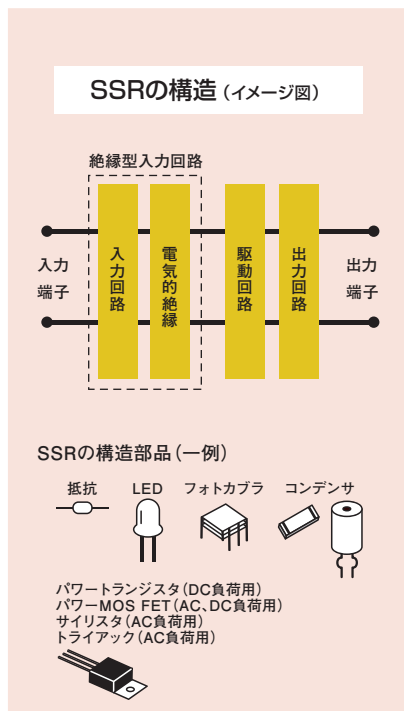 SSRの構造（イメージ図）
絶縁型入力回路
入力端子
入力回路
電気的絶縁
駆動回路
出力回路
出力端子
SSRの構造部品（一例）
抵抗 LED フォトカプラ コンデンサ
パワートランジスタ（DC負荷用）
パワーMOS FET（AC、DC負荷用）
サイリスタ（AC負荷用）
トライアック（AC負荷用）